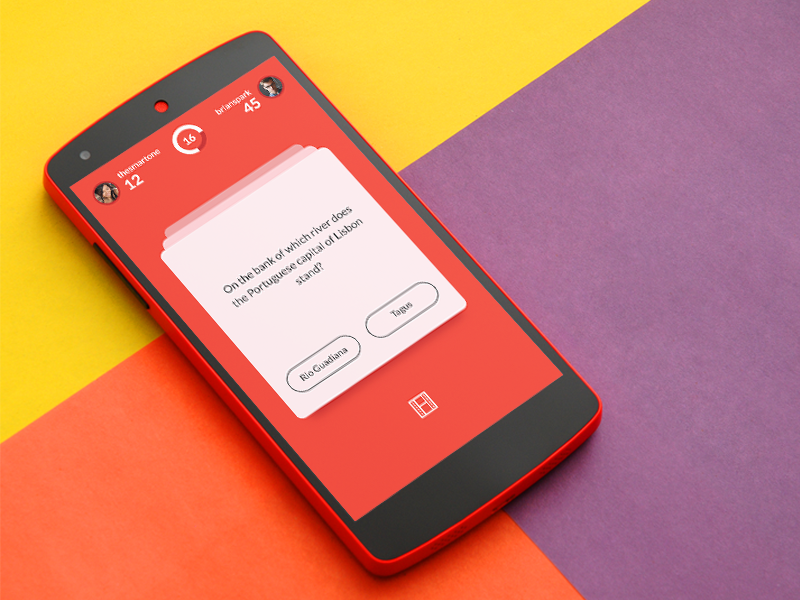 thesmartone
12
16
brianspark
45
On the bank of which river does
the Portuguese capital of Lisbon
stand?
Rio Guadiana
Tagus